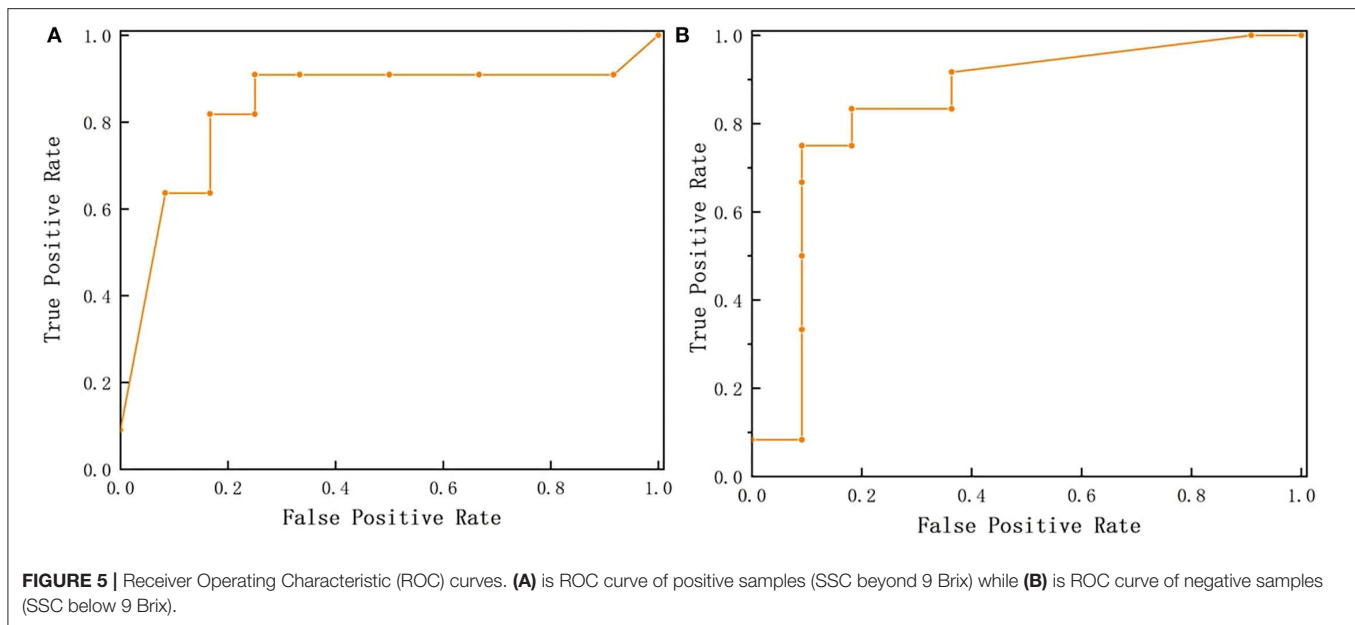 A
1.0
0.8
0.6
0.4
0.2
0.0
True Positive Rate
0.0 0.2 0.4 0.6 0.8 1.0
False Positive Rate
B
1.0
0.8
0.6
0.4
0.2
0.0
True Positive Rate
0.0 0.2 0.4 0.6 0.8 1.0
False Positive Rate
FIGURE 5 | Receiver Operating Characteristic (ROC) curves. (A) is ROC curve of positive samples (SSC beyond 9 Brix) while (B) is ROC curve of negative samples
(SSC below 9 Brix).